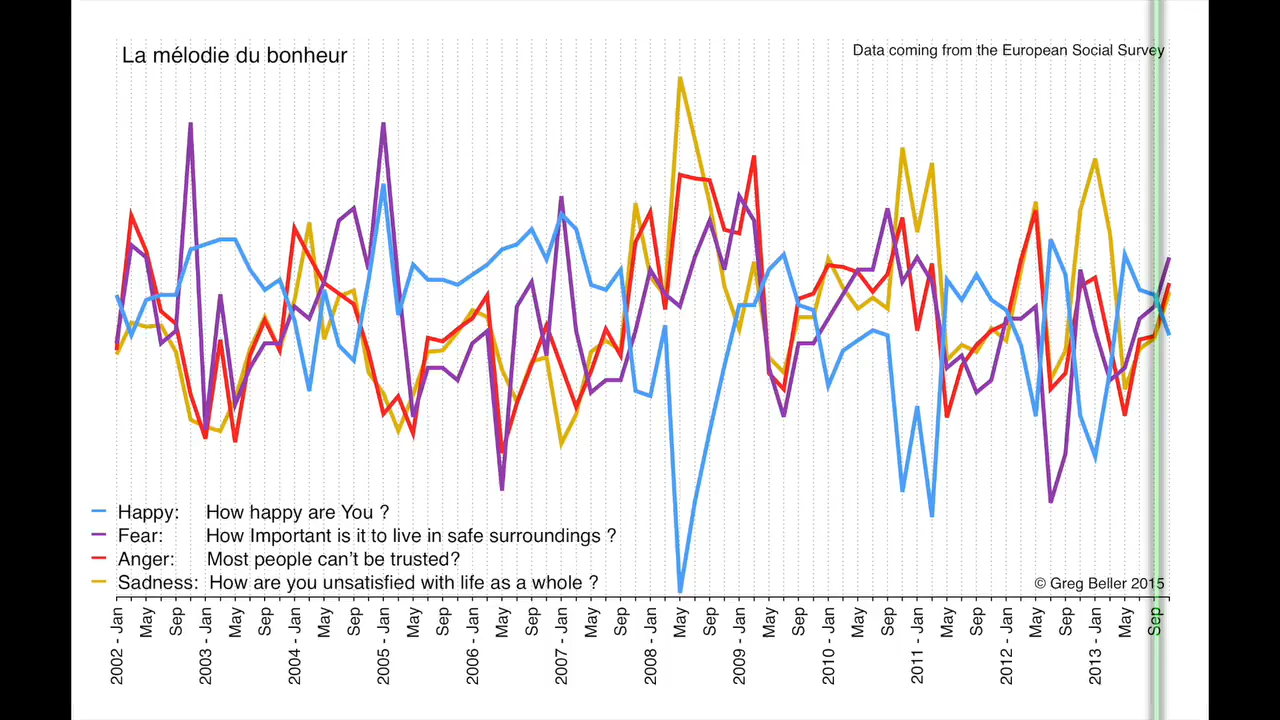 La mélodie du bonheur
Data coming from the European Social Survey
Happy: How happy are You ?
Fear: How Important is it to live in safe surroundings ?
Anger: Most people can't be trusted?
Sadness: How are you unsatisfied with life as a whole ?
© Greg Beller 2015
2002 - Jan
May
Sep
2003 - Jan
May
Sep
2004 - Jan
May
Sep
2005 - Jan
May
Sep
2006 - Jan
May
Sep
2007 - Jan
May
Sep
2008 - Jan
May
Sep
2009 - Jan
May
Sep
2010 - Jan
May
Sep
2011 - Jan
May
Sep
2012 - Jan
May
Sep
2013 - Jan
May
Sep